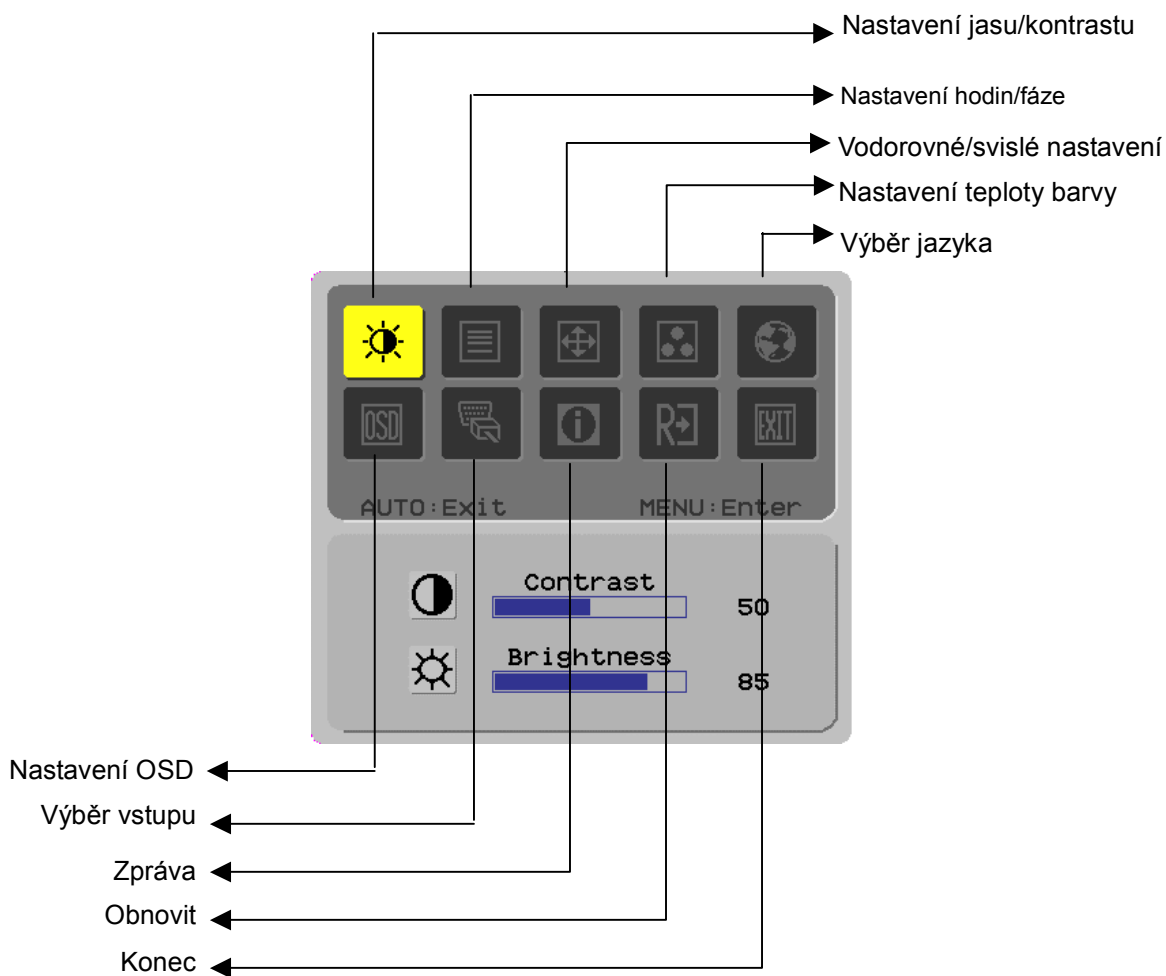 Nastavení jasu/kontrastu
Nastavení hodin/fáze
Vodorovné/svislé nastavení
Nastavení teploty barvy
Výběr jazyka
OSD
i
R
EXIT
AUTO:Exit MENU:Enter
Contrast
50
Brightness
85
Nastavení OSD
Výběr vstupu
Zpráva
Obnovit
Konec